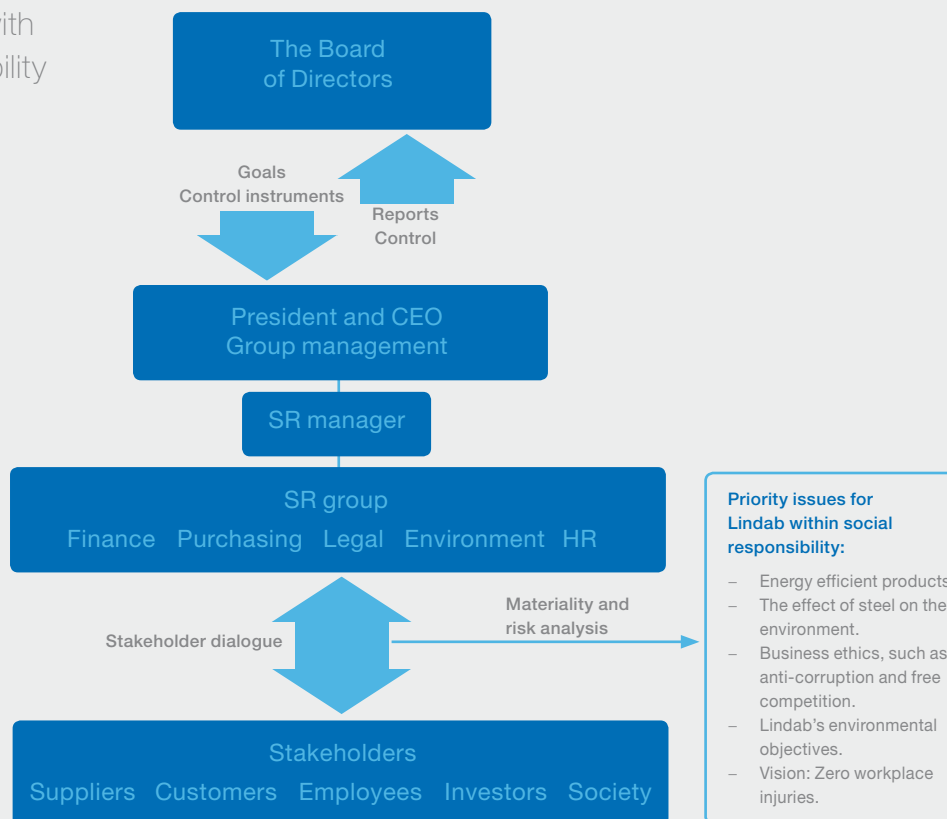 The Board
of Directors
Goals
Control instruments
Reports
Control
President and CEO
Group management
SR manager
SR group
Finance Purchasing Legal Environment HR
Stakeholder dialogue
Materiality and
risk analysis
Stakeholders
Suppliers Customers Employees Investors Society
Priority issues for
Lindab within social
responsibility:
– Energy efficient products
– The effect of steel on the
environment.
– Business ethics, such as
anti-corruption and free
competition.
– Lindab's environmental
objectives.
– Vision: Zero workplace
injuries.